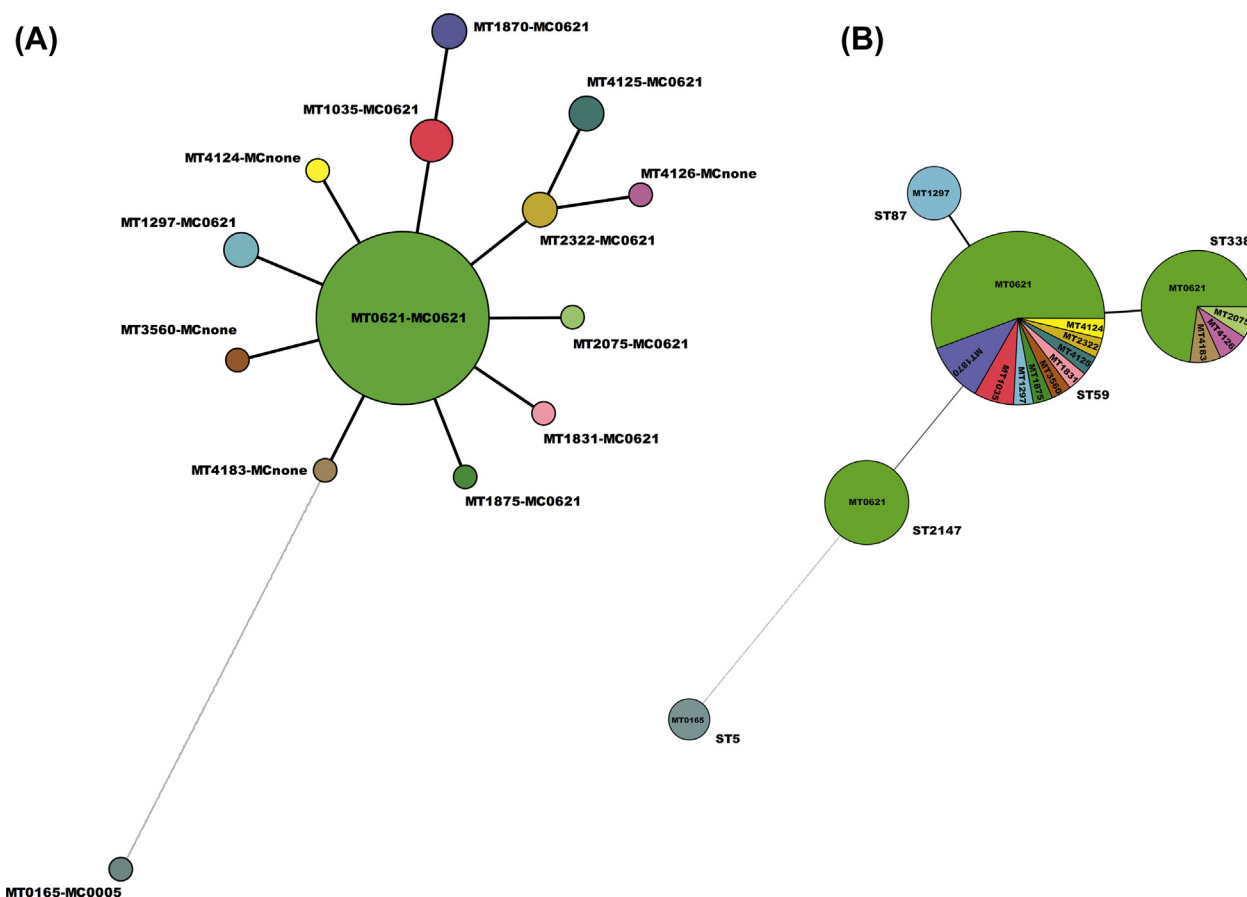 (A)
MT1870-MC0621
MT4125-MC0621
MT1035-MC0621
MT4124-MCnone
MT4126-MCnone
MT1297-MC0621
MT2322-MC0621
MT0621-MC0621
MT3560-MCnone
MT2075-MC0621
MT1831-MC0621
MT4183-MCnone
MT1875-MC0621
MT0165-MC0005
(B)
MT1297
ST87
ST338
MT0621
MT0621
MT2075
MT4126
MT4183
MT4124
MT2322
MT4125
MT1831
MT3560
MT1875
MT1297
MT1035
MT1870
ST59
MT0621
ST2147
MT0165
ST5